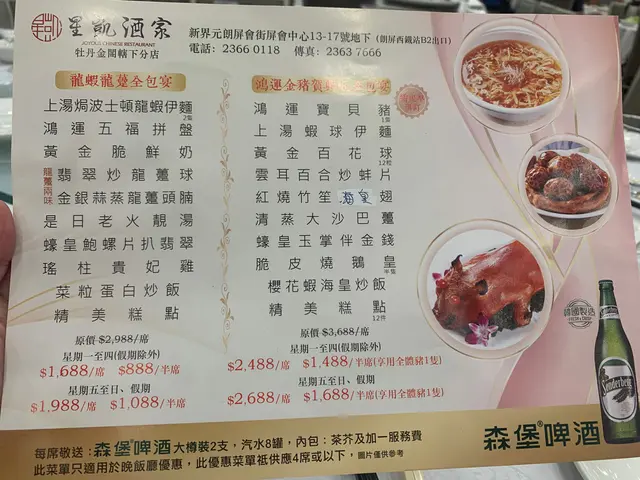 星凱酒家
JOYOUS CHINESE RESTAURANT
牡丹金閣轄下分店
新界元朗屏會街屏會中心13-17號地下 (朗屏西鐵站B2出口)
電話: 2366 0118 傳真: 2363 7666
龍蝦龍躉全包宴
上湯焗波士頓龍蝦伊麵
2隻
鴻運五福拼盤
黃金脆鮮奶
龍躉兩味
翡翠炒龍躉球
金銀蒜蒸龍躉頭腩
是日老火靚湯
蠔皇鮑螺片扒翡翠
瑤柱貴妃雞
菜粒蛋白炒飯
精美糕點
原價 $2,988/席
星期一至四(假期除外)
$1,688/席 $888/半席
星期五至日、假期
$1,988/席 $1,088/半席
鴻運金豬賀
鴻運寶貝豬
1隻
上湯蝦球伊麵
黃金百花球
12粒
雲耳百合炒蚌片
紅燒竹笙 翅
清蒸大沙巴躉
蠔皇玉掌伴金錢
脆皮燒鵝皇
半隻
櫻花蝦海皇炒飯
精美糕點
12件
原價 $3,688/席
星期一至四(假期除外)
$2,488/席 $1,488/半席(享用全體豬1隻)
星期五至日、假期
$2,688/席 $1,688/半席(享用全體豬1隻)
韓國製造
Sonderberg
每席敬送: 森堡®啤酒大樽裝2支, 汽水8罐, 內包: 茶芥及加一服務費
此菜單只適用於晚飯廳優惠, 此優惠菜單祗供應4席或以下, 圖片僅供參考
森堡®啤酒